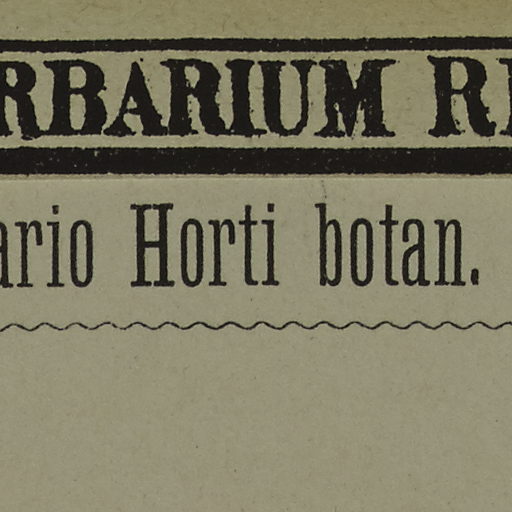 RBARIUM R
ario Horti botan.